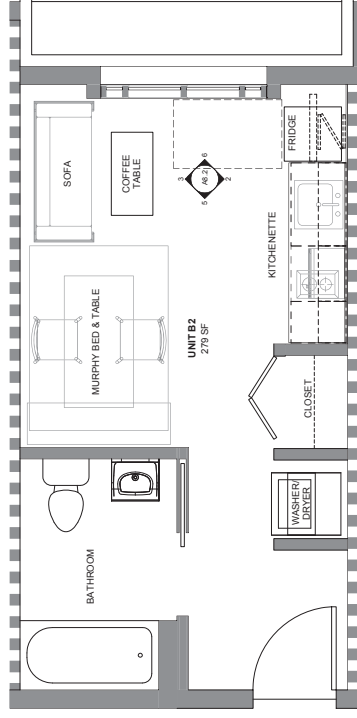 SOFA
COFFEE
TABLE
3
6
A8.2
5
2
FRIDGE
KITCHENETTE
MURPHY BED & TABLE
UNIT B2
279 SF
CLOSET
WASHER/
DRYER
BATHROOM